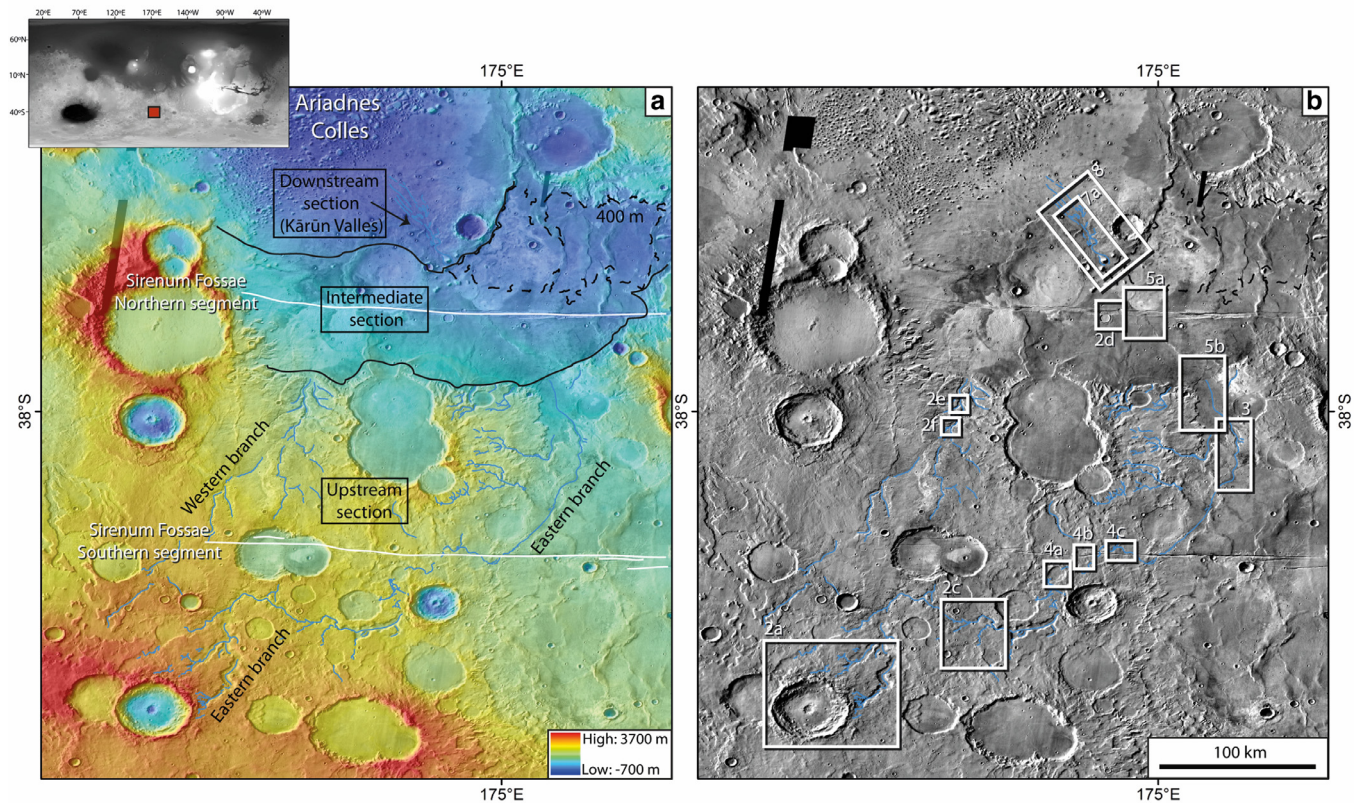 20°E 70°E 120°E 170°E 140°W 90°W 40°W
60°N
10°N
40°S
175°E
175°E
Ariadnes
Colles
a
b
Downstream
section
(Kārūn Valles)
400 m
Sirenum Fossae
Northern segment
Intermediate
section
38°S
Western branch
Upstream
section
Eastern branch
Sirenum Fossae
Southern segment
Eastern branch
High: 3700 m
Low: -700 m
175°E
8
7a
5a
2d
5b
2e
2f
3
38°S
4a
4b
4c
2c
2a
100 km
175°E